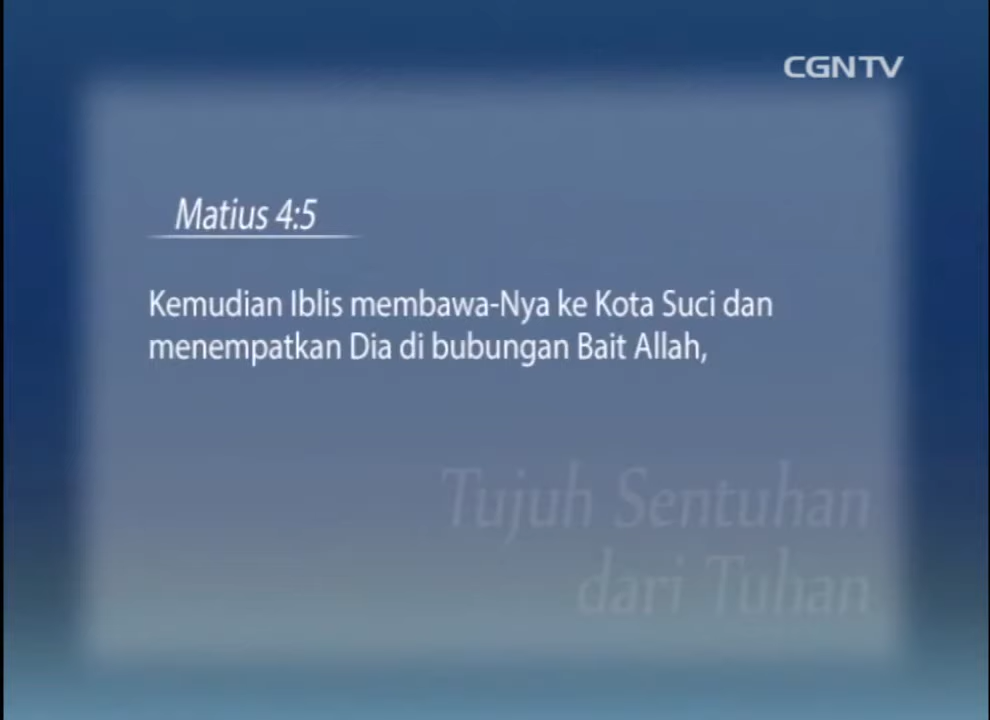 CGNTV
Matius 4:5
Kemudian Iblis membawa-Nya ke Kota Suci dan
menempatkan Dia di bubungan Bait Allah,
Tujuh Sentuhan
dari Tuhan